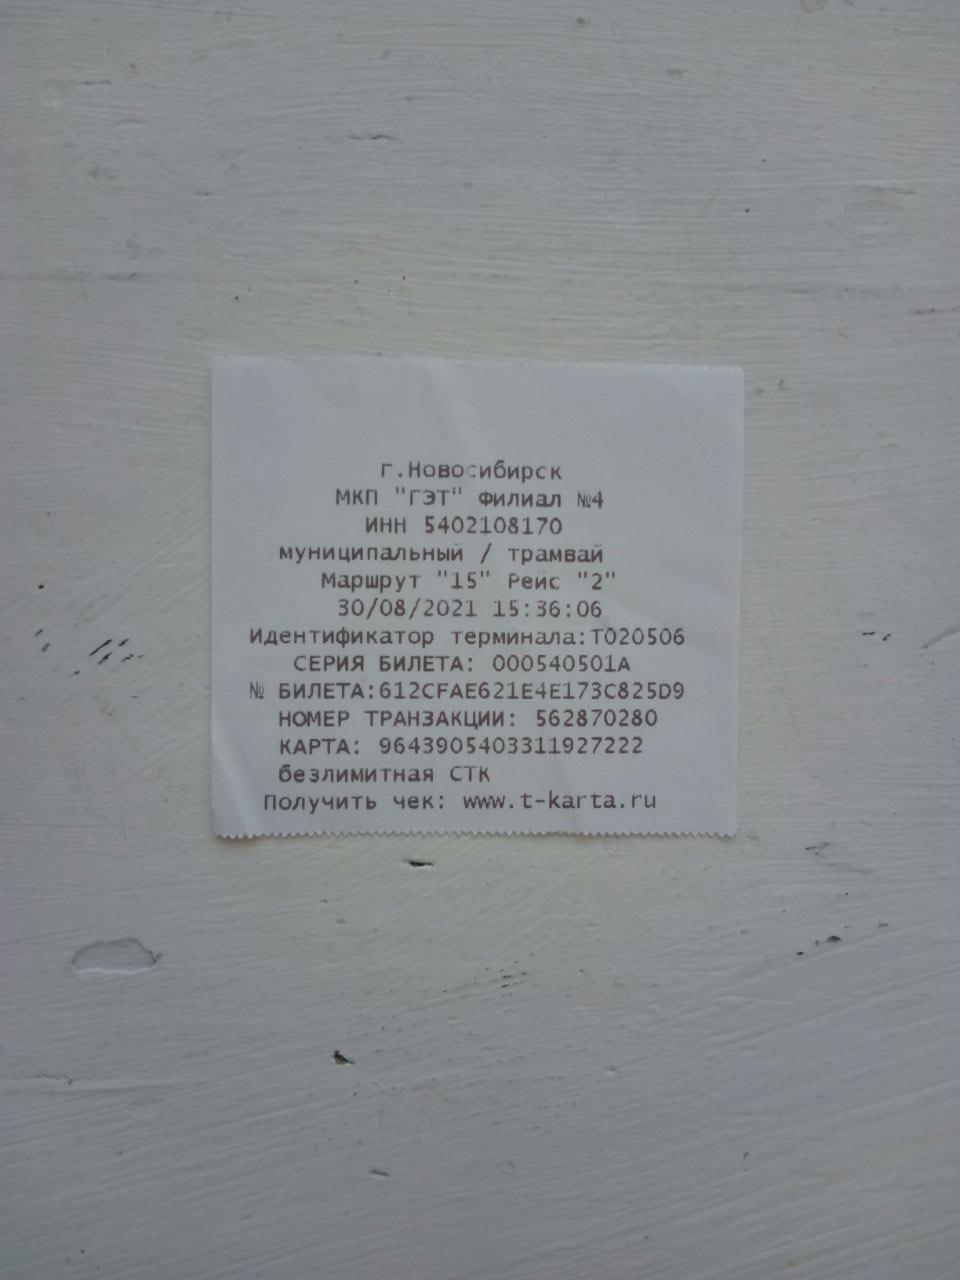 г.Новосибирск
МКП "ГЭТ" Филиал №4
ИНН 5402108170
муниципальный / трамвай
Маршрут "15" Рейс "2"
30/08/2021 15:36:06
Идентификатор терминала:T020506
СЕРИЯ БИЛЕТА: 000540501А
№ БИЛЕТА:612CFAE621E4E173C825D9
НОМЕР ТРАНЗАКЦИИ: 562870280
КАРТА: 9643905403311927222
безлимитная СТК
Получить чек: www.t-karta.ru